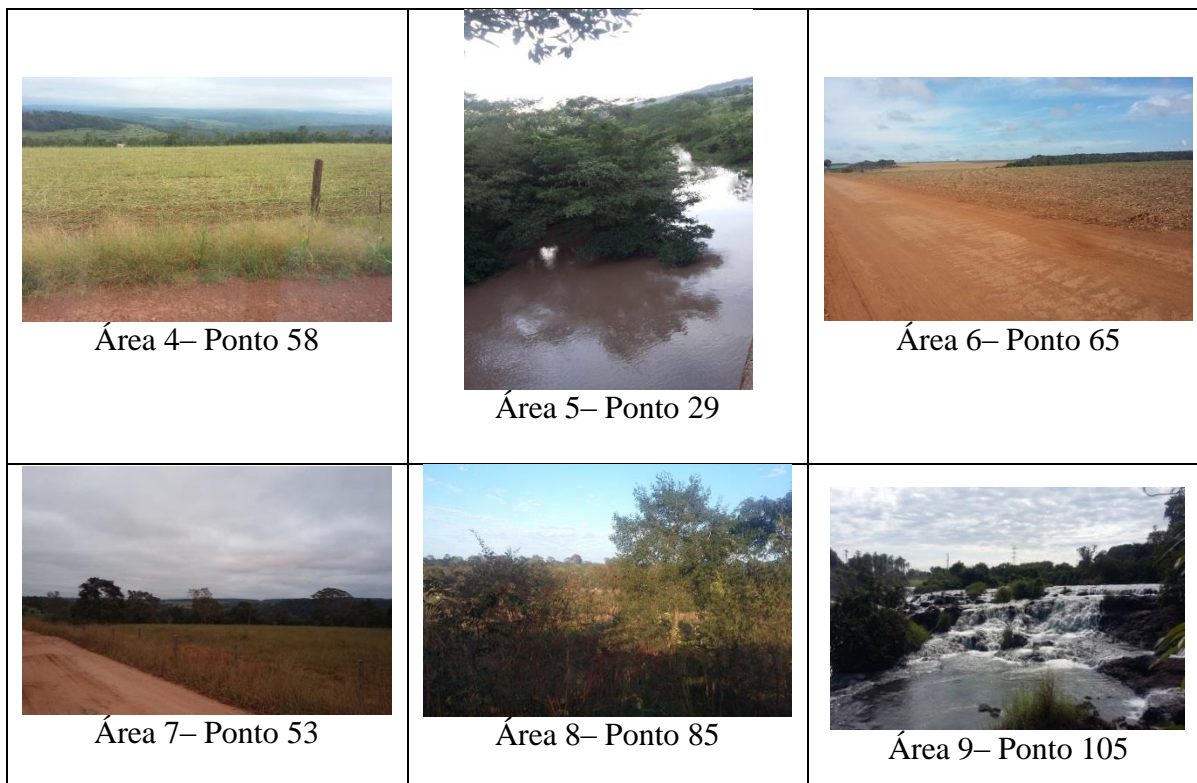 Área 4– Ponto 58
Área 5– Ponto 29
Área 6– Ponto 65
Área 7– Ponto 53
Área 8– Ponto 85
Área 9– Ponto 105